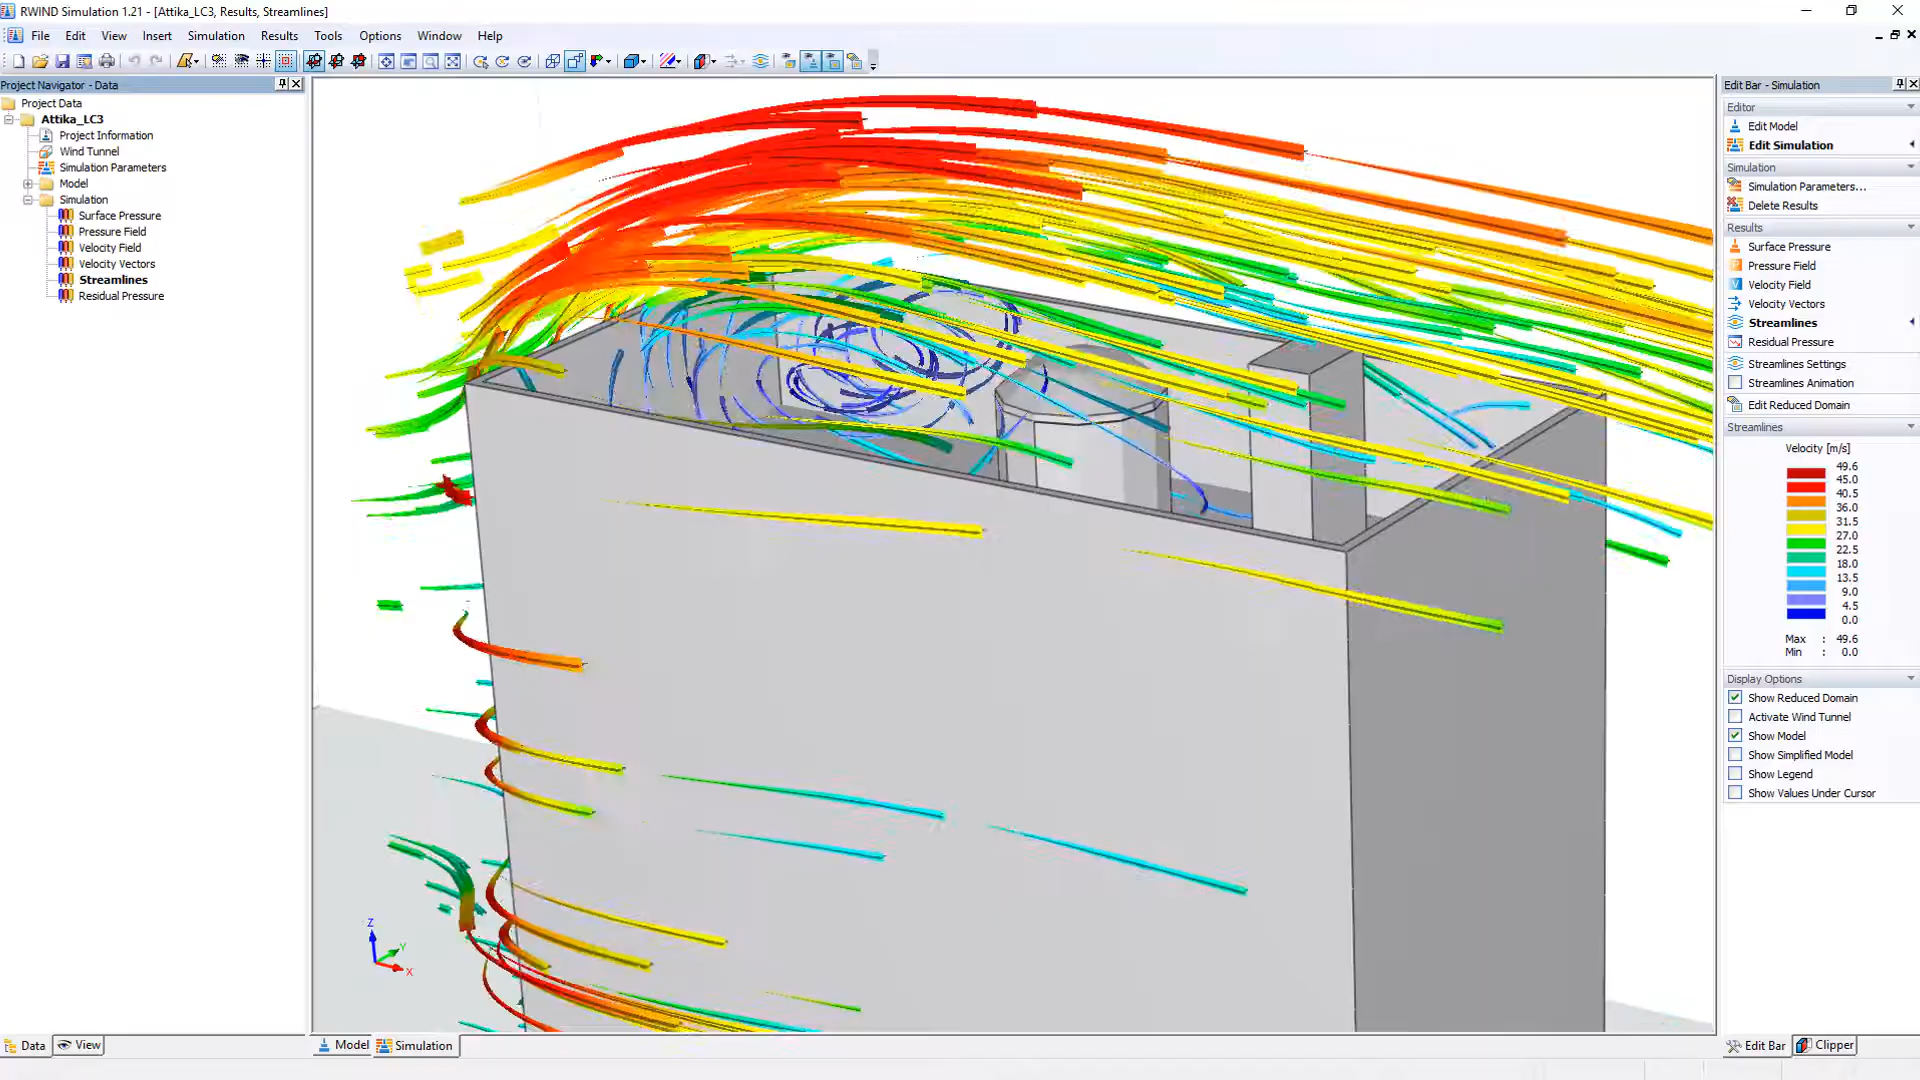 RWIND Simulation 1.21 - [Attika_LC3, Results, Streamlines]
File Edit View Insert Simulation Results Tools Options Window Help
Project Navigator - Data
Project Data
Attika_LC3
Project Information
Wind Tunnel
Simulation Parameters
Model
Simulation
Surface Pressure
Pressure Field
Velocity Field
Velocity Vectors
Streamlines
Residual Pressure
Data View
Z
Y
X
Model Simulation
Edit Bar - Simulation
Editor
Edit Model
Edit Simulation
Simulation
Simulation Parameters...
Delete Results
Results
Surface Pressure
Pressure Field
Velocity Field
Velocity Vectors
Streamlines
Residual Pressure
Streamlines Settings
Streamlines Animation
Edit Reduced Domain
Streamlines
Velocity [m/s]
49.6
45.0
40.5
36.0
31.5
27.0
22.5
18.0
13.5
9.0
4.5
0.0
Max : 49.6
Min : 0.0
Display Options
Show Reduced Domain
Activate Wind Tunnel
Show Model
Show Simplified Model
Show Legend
Show Values Under Cursor
Edit Bar Clipper